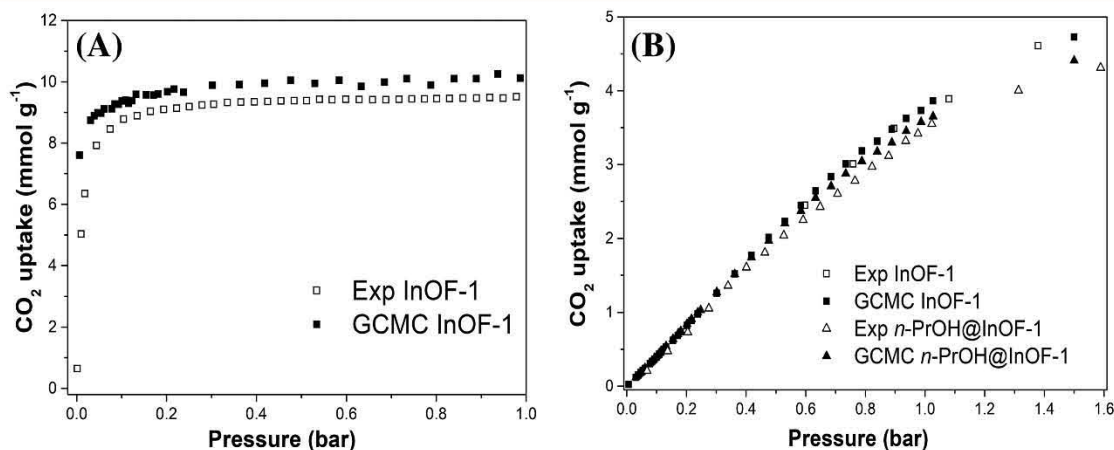 (A)
CO₂ uptake (mmol g⁻¹)
12
10
8
6
4
2
0
Exp InOF-1
GCMC InOF-1
0.0 0.2 0.4 0.6 0.8 1.0
Pressure (bar)
(B)
CO₂ uptake (mmol g⁻¹)
5
4
3
2
1
0
Exp InOF-1
GCMC InOF-1
Exp n-PrOH@InOF-1
GCMC n-PrOH@InOF-1
0.0 0.2 0.4 0.6 0.8 1.0 1.2 1.4 1.6
Pressure (bar)